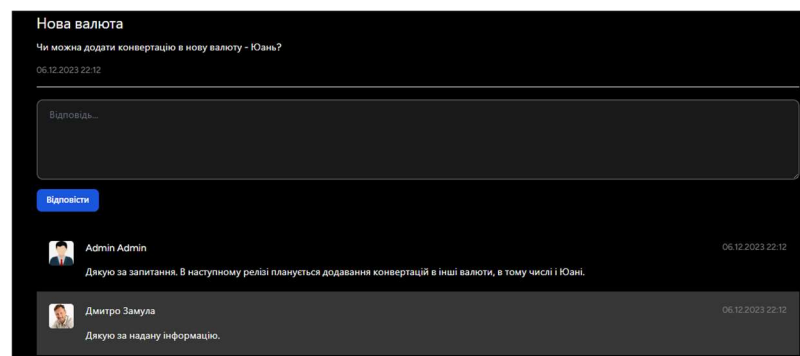 Нова валюта
Чи можна додати конвертацію в нову валюту - Юань?
06.12.2023 22:12
Відповідь...
Відповісти
Admin Admin
06.12.2023 22:12
Дякую за запитання. В наступному релізі планується додавання конвертацій в інші валюти, в тому числі і Юані.
Дмитро Замула
06.12.2023 22:12
Дякую за надану інформацію.